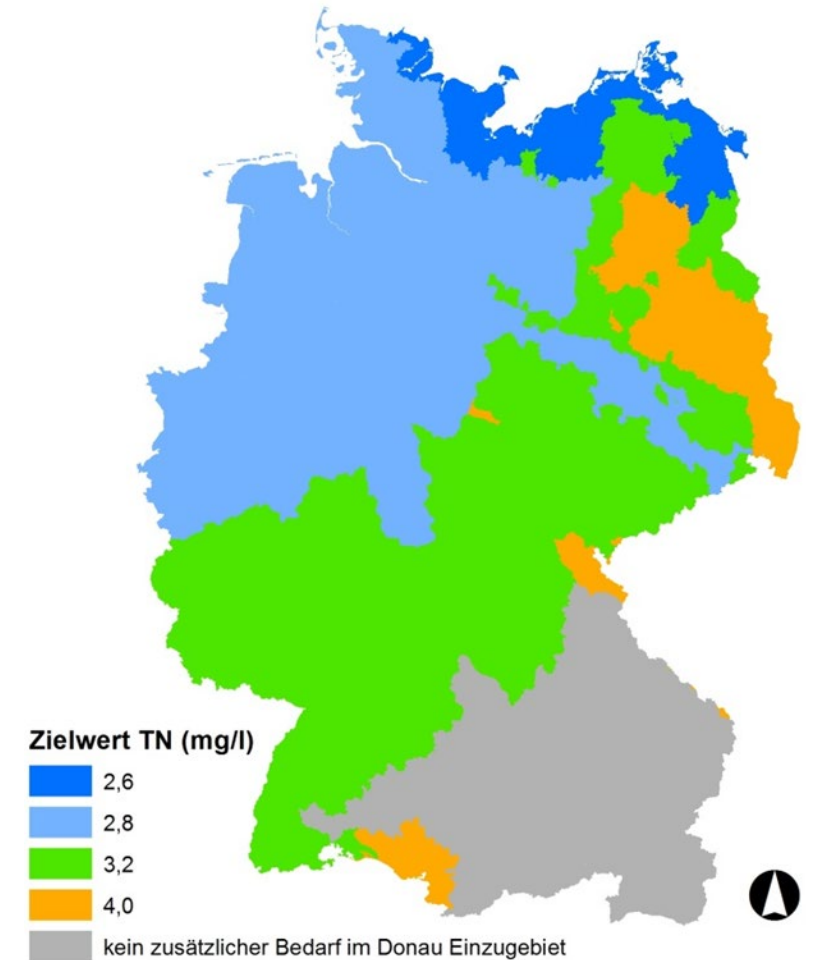 Zielwert TN (mg/l)
2,6
2,8
3,2
4,0
kein zusätzlicher Bedarf im Donau Einzugebiet